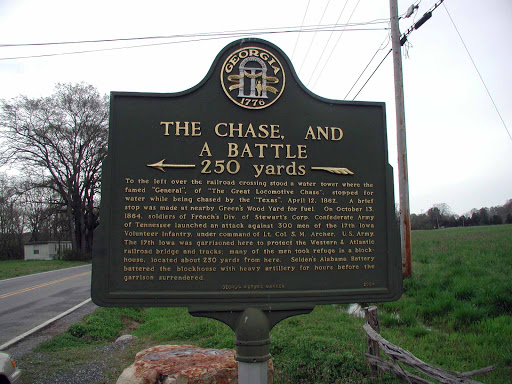 GEORGIA
1776
THE CHASE, AND
A BATTLE
250 yards
To the left over the railroad crossing stood a water tower where the
famed "General", of "The Great Locomotive Chase", stopped for
water while being chased by the "Texas", April 12, 1862. A brief
stop was made at nearby Green's Wood Yard for fuel. On October 13,
1864, soldiers of French's Div. of Stewart's Corp, Confederate Army
of Tennessee launched an attack against 300 men of the 17th Iowa
Volunteer Infantry, under command of Lt. Col. S. M. Archer, U.S. Army.
The 17th Iowa was garrisoned here to protect the Western & Atlantic
railroad bridge and tracks; many of the men took refuge in a block-
house, located about 250 yards from here. Selden's Alabama Battery
battered the blockhouse with heavy artillery for hours before the
garrison surrendered.
GEORGIA HISTORIC MARKER